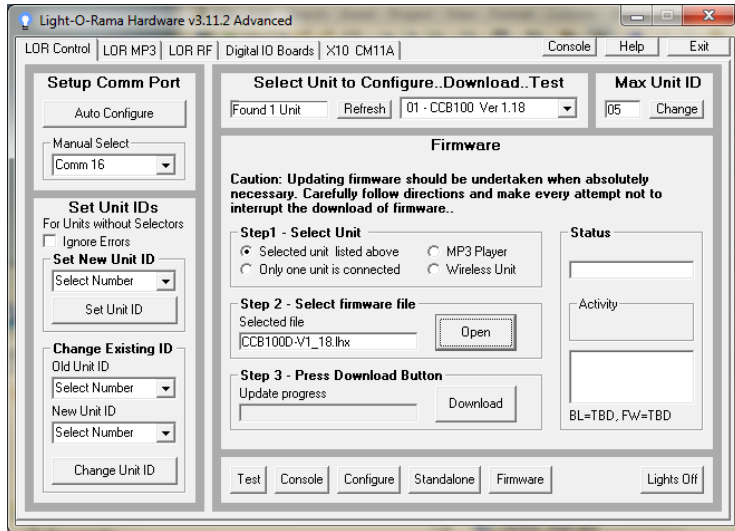 Light-O-Rama Hardware v3.11.2 Advanced
LOR Control
LOR MP3
LOR RF
Digital IO Boards
X10 CM11A
Console
Help
Exit
Setup Comm Port
Auto Configure
Manual Select
Comm 16
Set Unit IDs
For Units without Selectors
Ignore Errors
Set New Unit ID
Select Number
Set Unit ID
Change Existing ID
Old Unit ID
Select Number
New Unit ID
Select Number
Change Unit ID
Select Unit to Configure..Download..Test
Found 1 Unit
Refresh
01 - CCB100 Ver 1.18
Max Unit ID
05
Change
Firmware
Caution: Updating firmware should be undertaken when absolutely
necessary. Carefully follow directions and make every attempt not to
interrupt the download of firmware..
Step1 - Select Unit
Selected unit listed above
MP3 Player
Only one unit is connected
Wireless Unit
Step 2 - Select firmware file
Selected file
CCB100D-V1_18.lhx
Open
Step 3 - Press Download Button
Update progress
Download
Status
Activity
BL=TBD, FW=TBD
Test
Console
Configure
Standalone
Firmware
Lights Off